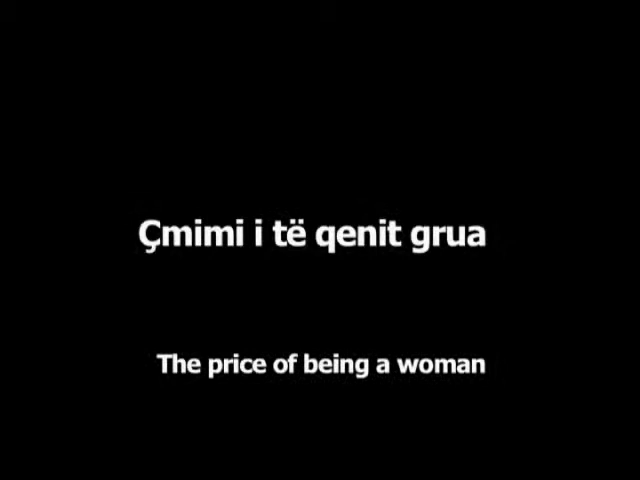 Çmimi i të qenit grua
The price of being a woman